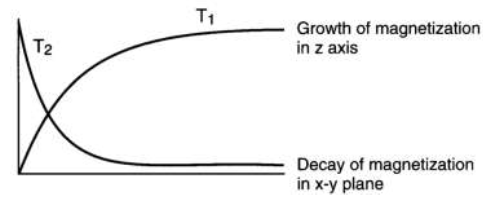 T1
T2
Growth of magnetization
in z axis
Decay of magnetization
in x-y plane